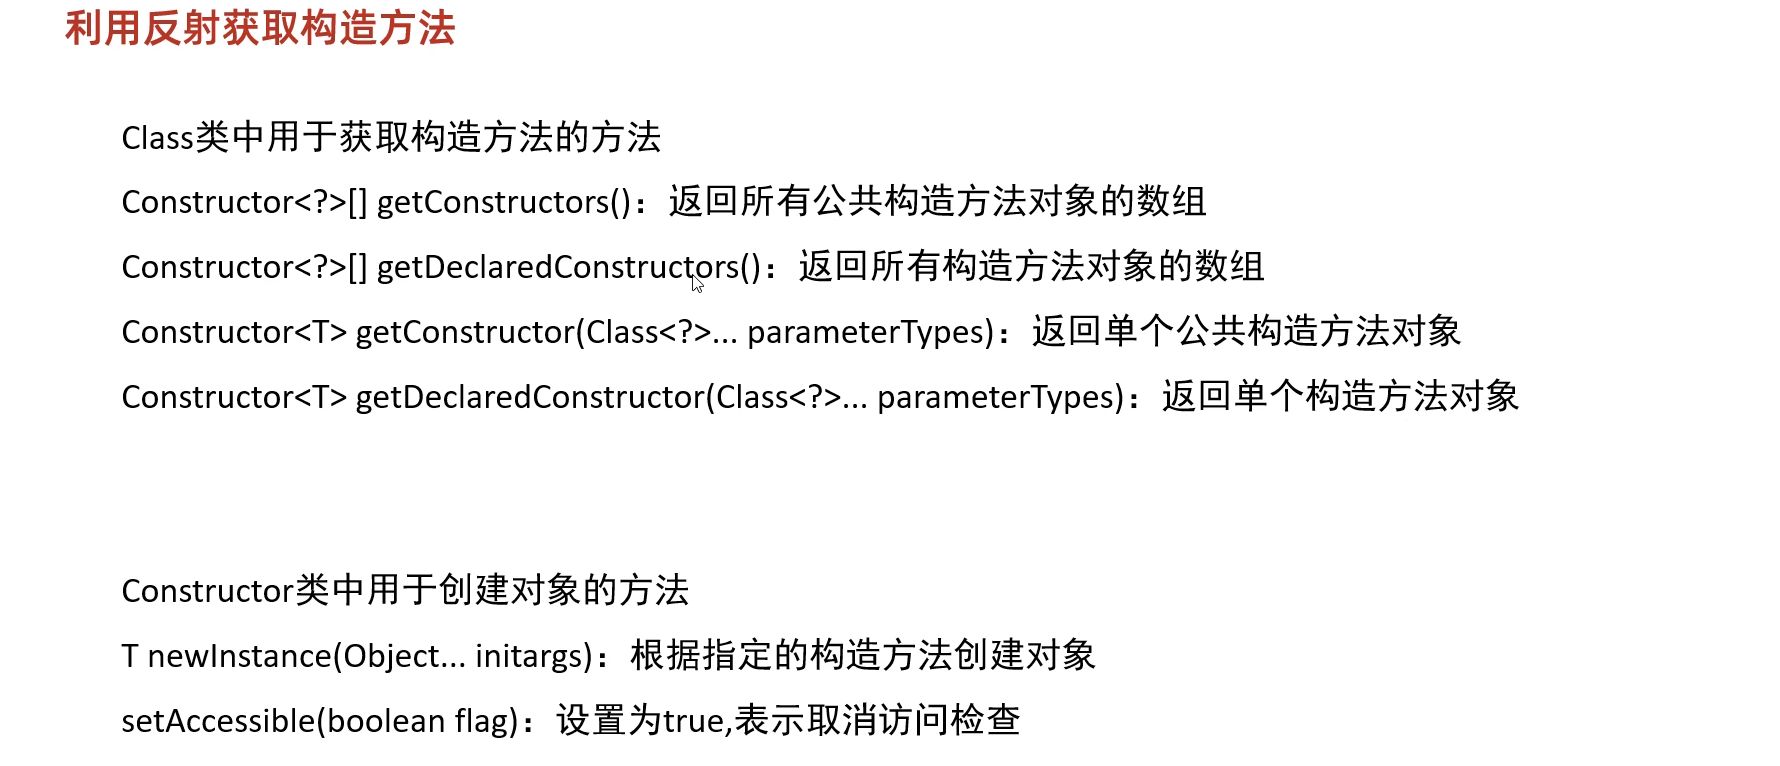 利用反射获取构造方法
Class类中用于获取构造方法的方法
Constructor<?>[] getConstructors()：返回所有公共构造方法对象的数组
Constructor<?>[] getDeclaredConstructors()：返回所有构造方法对象的数组
Constructor<T> getConstructor(Class<?>... parameterTypes)：返回单个公共构造方法对象
Constructor<T> getDeclaredConstructor(Class<?>... parameterTypes)：返回单个构造方法对象
Constructor类中用于创建对象的方法
T newInstance(Object... initargs)：根据指定的构造方法创建对象
setAccessible(boolean flag)：设置为true,表示取消访问检查